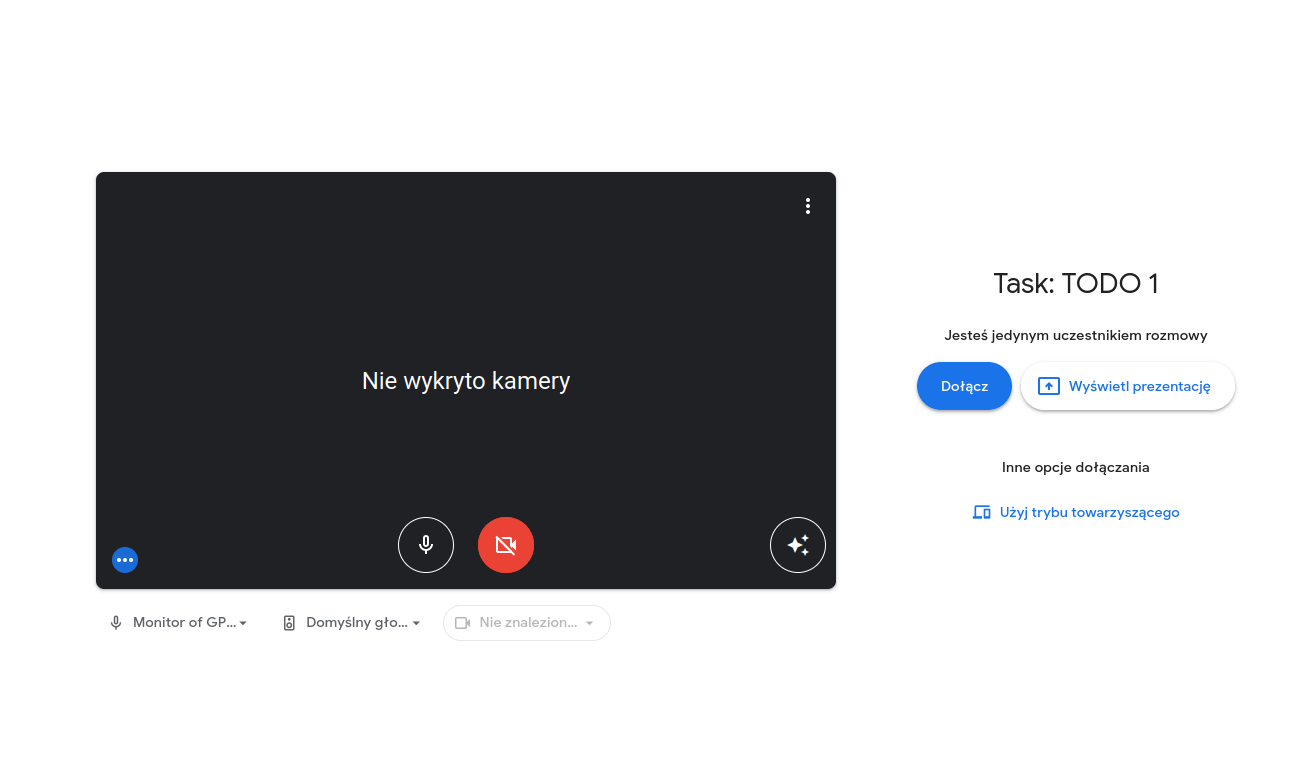 Nie wykryto kamery
Monitor of GP...
Domyślny gło...
Nie znalezion...
Task: TODO 1
Jesteś jedynym uczestnikiem rozmowy
Dołącz
Wyświetl prezentację
Inne opcje dołączania
Użyj trybu towarzyszącego